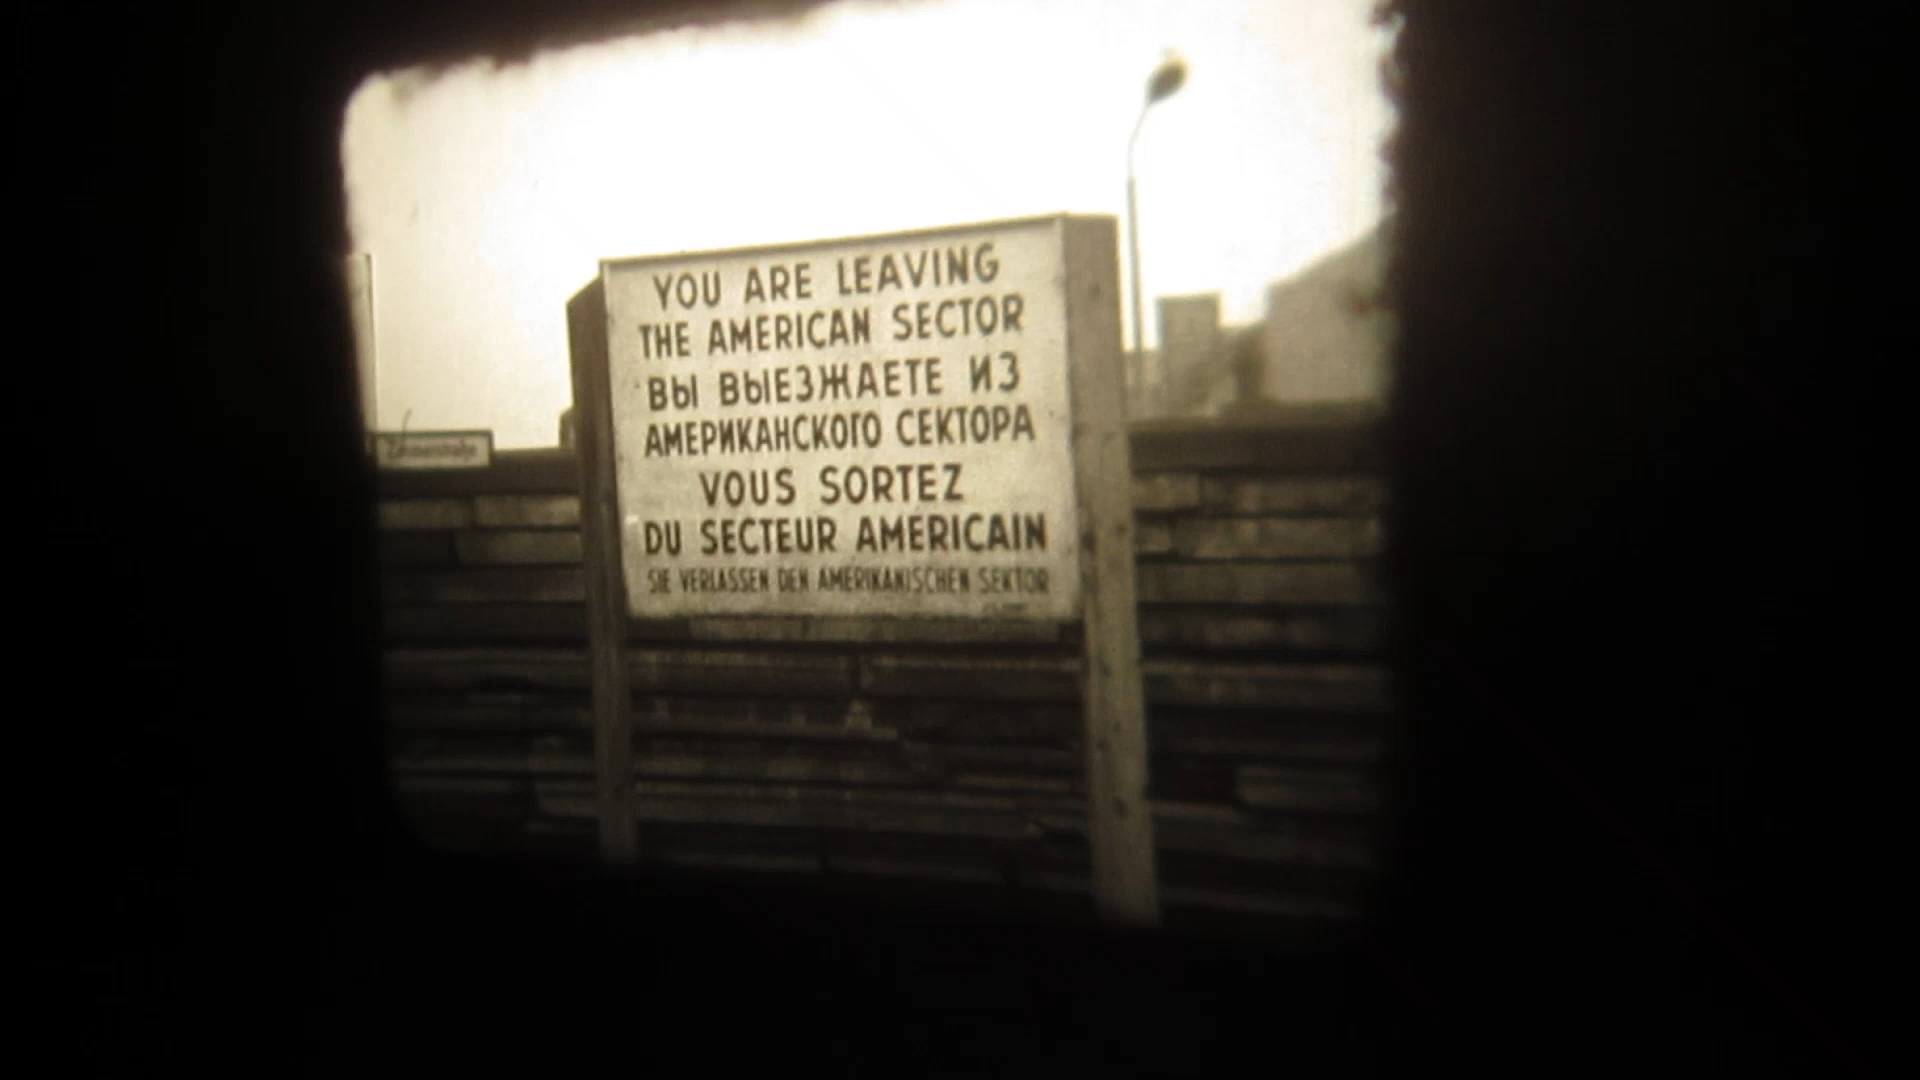 YOU ARE LEAVING
THE AMERICAN SECTOR
ВЫ ВЫЕЗЖАЕТЕ ИЗ
АМЕРИКАНСКОГО СЕКТОРА
VOUS SORTEZ
DU SECTEUR AMERICAIN
SIE VERLASSEN DEN AMERIKANISCHEN SEKTOR